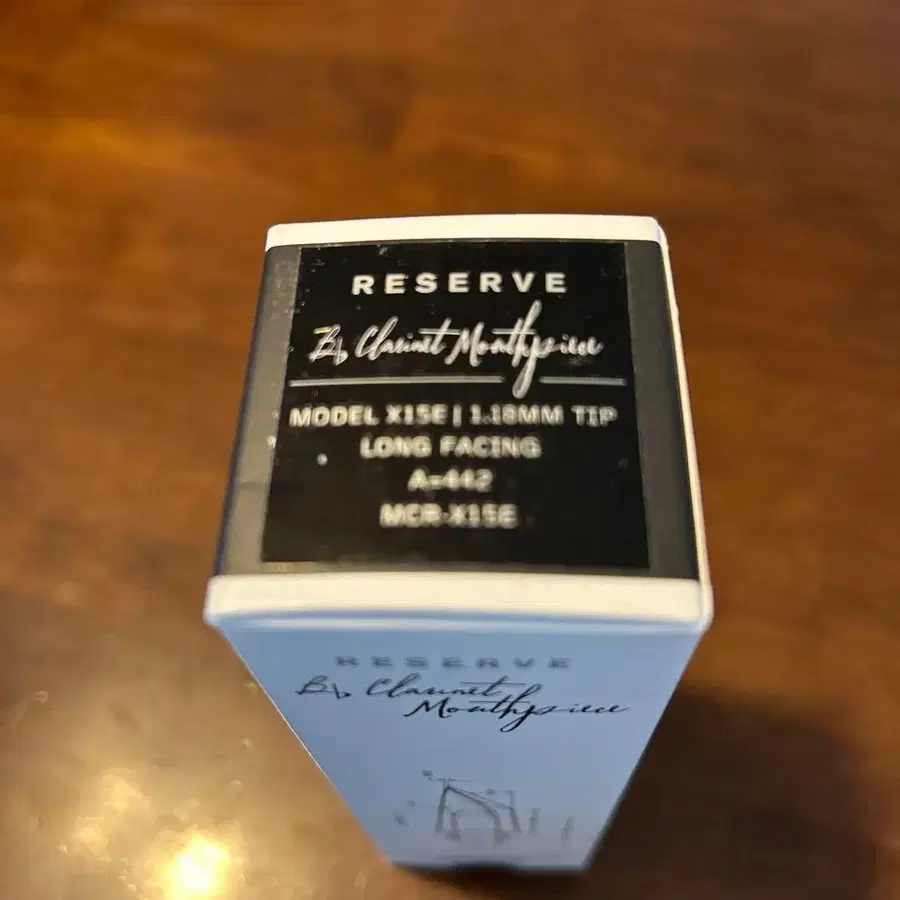 RESERVE
B♭ Clarinet Mouthpiece
MODEL X15E | 1.18MM TIP
LONG FACING
A=442
MCR-X15E
RESERVE
B♭ Clarinet
Mouthpiece